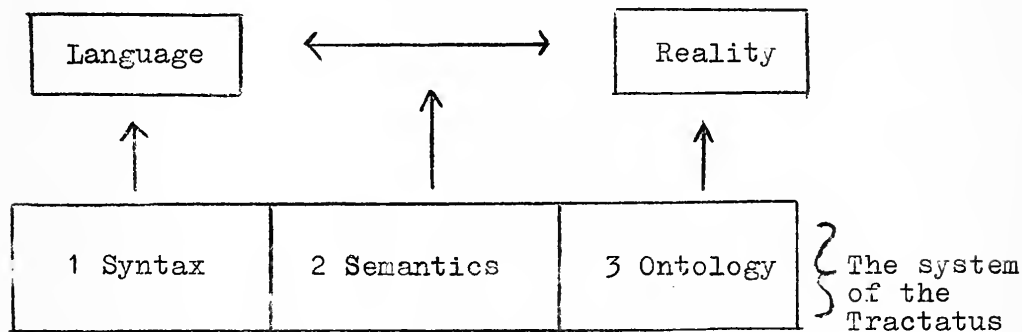 Language
Reality
1 Syntax
2 Semantics
3 Ontology
The system
of the
Tractatus